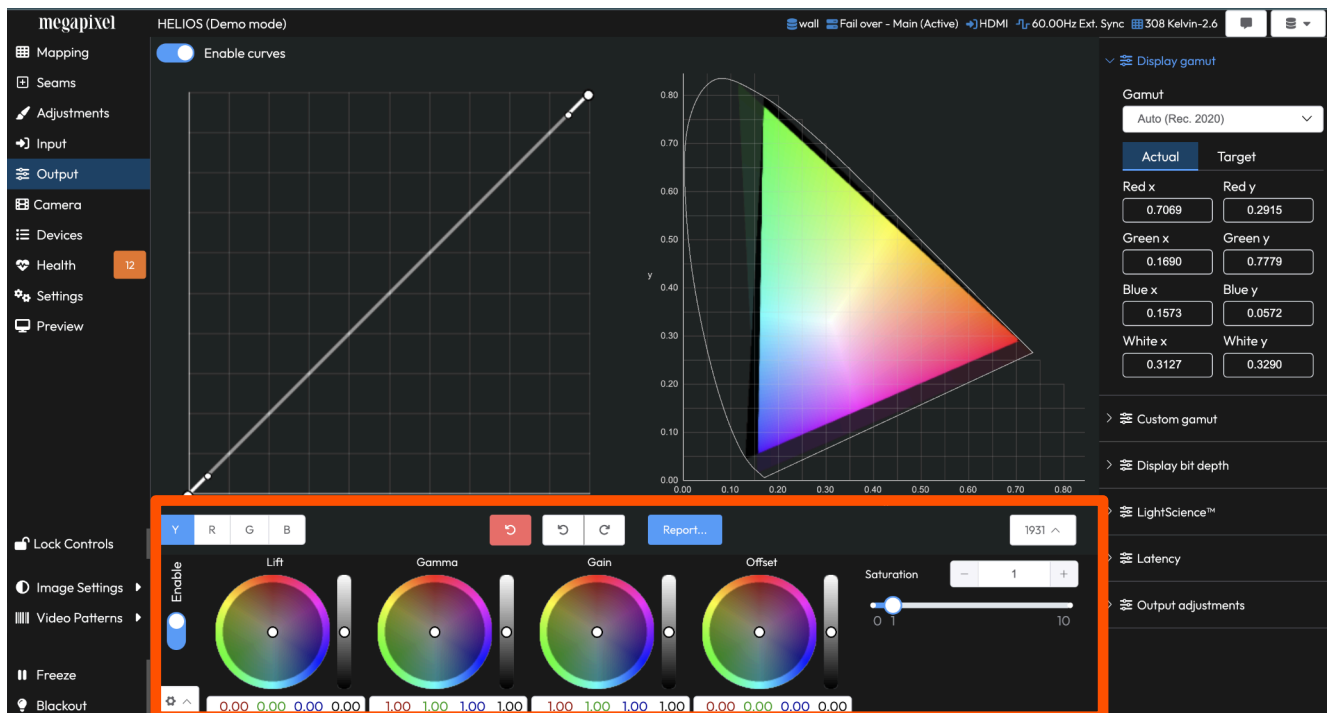 megapixel
HELIOS (Demo mode)
wall Fail over - Main (Active) HDMI 60.00Hz Ext. Sync 308 Kelvin-2.6
Mapping
Seams
Adjustments
Input
Output
Camera
Devices
Health 12
Settings
Preview
Lock Controls
Image Settings
Video Patterns
Freeze
Blackout
Enable curves
0.80
0.70
0.60
0.50
y
0.40
0.30
0.20
0.10
0.00
0.00 0.10 0.20 0.30 0.40 0.50 0.60 0.70 0.80
Y R G B
Report...
1931
Enable
Lift Gamma Gain Offset
Saturation
1
0 1 10
0.00 0.00 0.00 0.00
1.00 1.00 1.00 1.00
1.00 1.00 1.00 1.00
0.00 0.00 0.00 0.00
Display gamut
Gamut
Auto (Rec. 2020)
Actual Target
Red x Red y
0.7069 0.2915
Green x Green y
0.1690 0.7779
Blue x Blue y
0.1573 0.0572
White x White y
0.3127 0.3290
Custom gamut
Display bit depth
LightScience™
Latency
Output adjustments